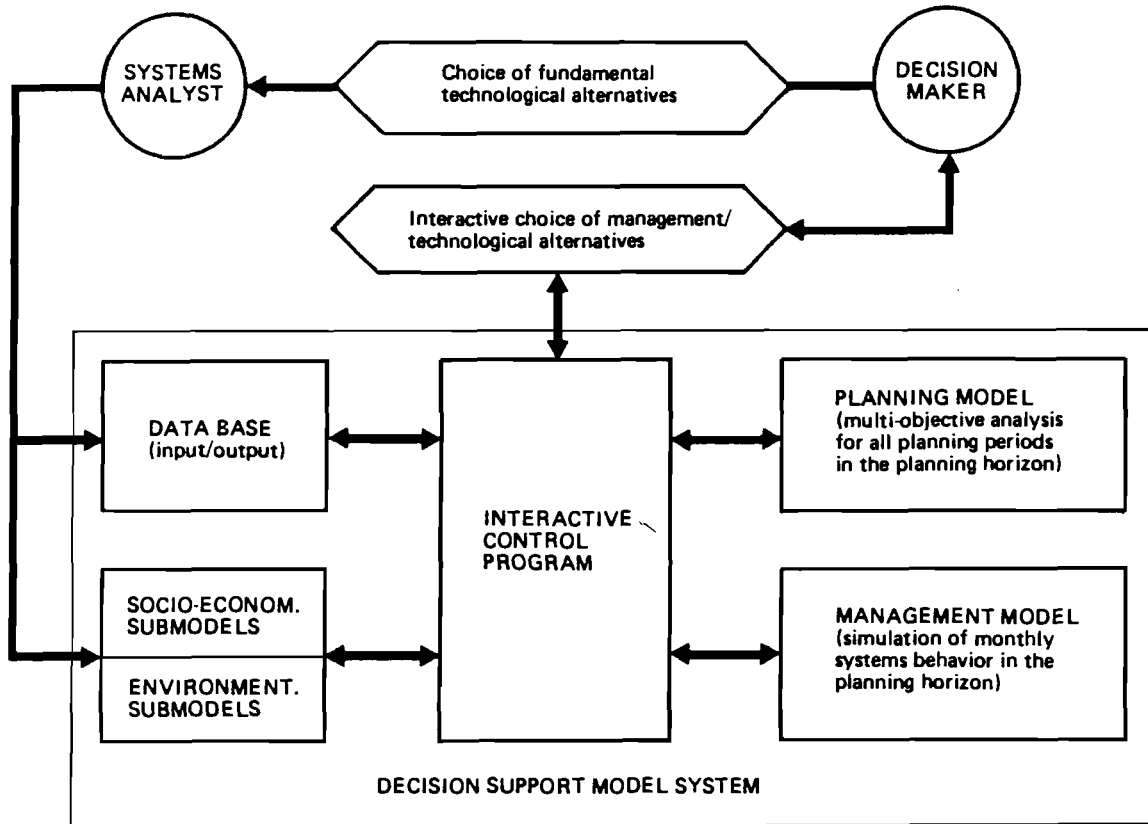 SYSTEMS
ANALYST
Choice of fundamental
technological alternatives
DECISION
MAKER
Interactive choice of management/
technological alternatives
DATA BASE
(input/output)
INTERACTIVE
CONTROL
PROGRAM
PLANNING MODEL
(multi-objective analysis
for all planning periods
in the planning horizon)
SOCIO-ECONOM.
SUBMODELS
ENVIRONMENT.
SUBMODELS
MANAGEMENT MODEL
(simulation of monthly
systems behavior in the
planning horizon)
DECISION SUPPORT MODEL SYSTEM